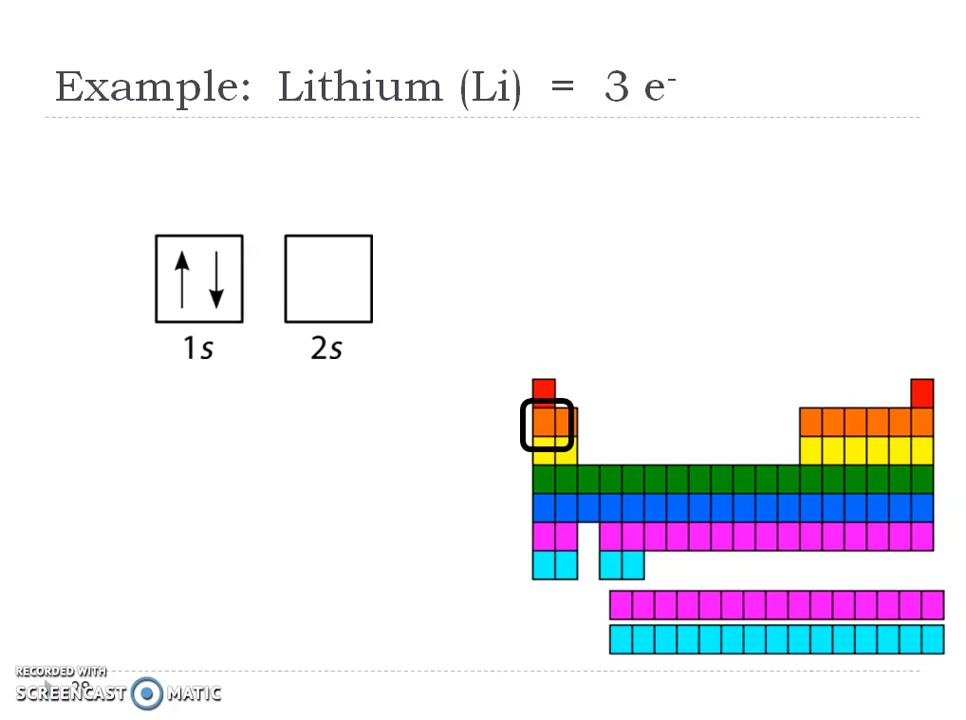 Example: Lithium (Li) = 3 e⁻
1s 2s
RECORDED WITH
SCREENCAST MATIC